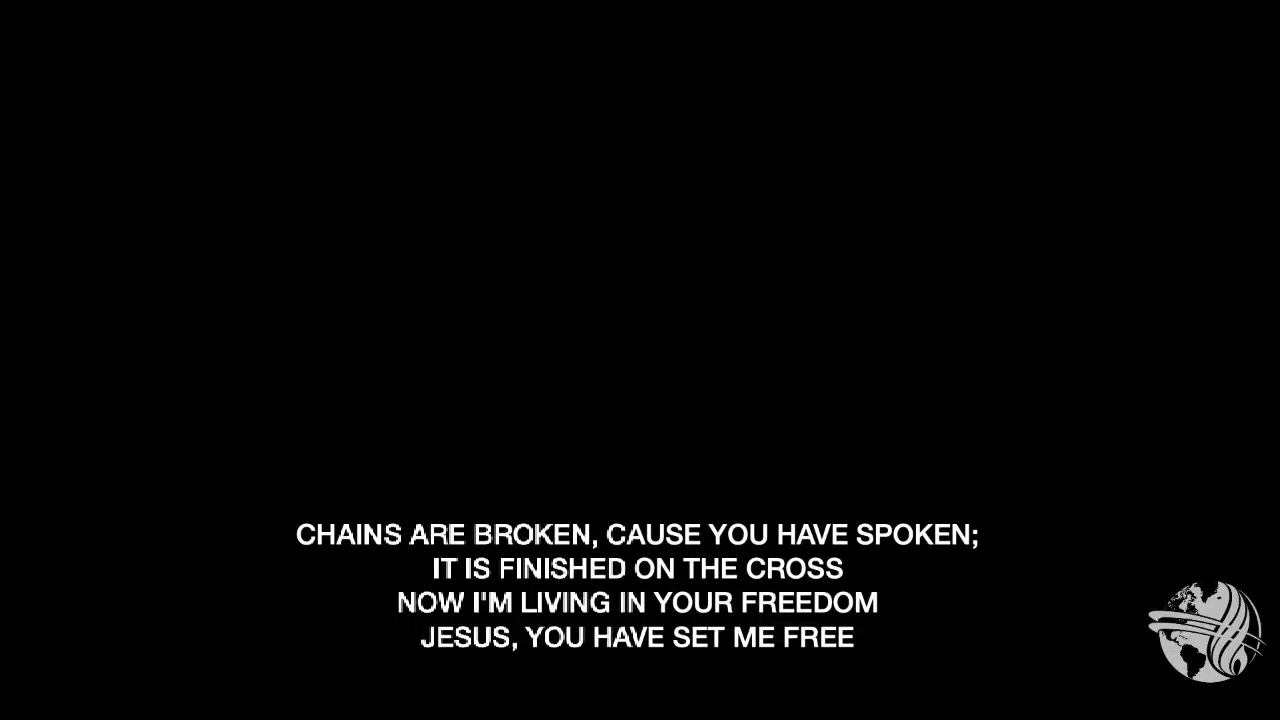 CHAINS ARE BROKEN, CAUSE YOU HAVE SPOKEN;
IT IS FINISHED ON THE CROSS
NOW I'M LIVING IN YOUR FREEDOM
JESUS, YOU HAVE SET ME FREE